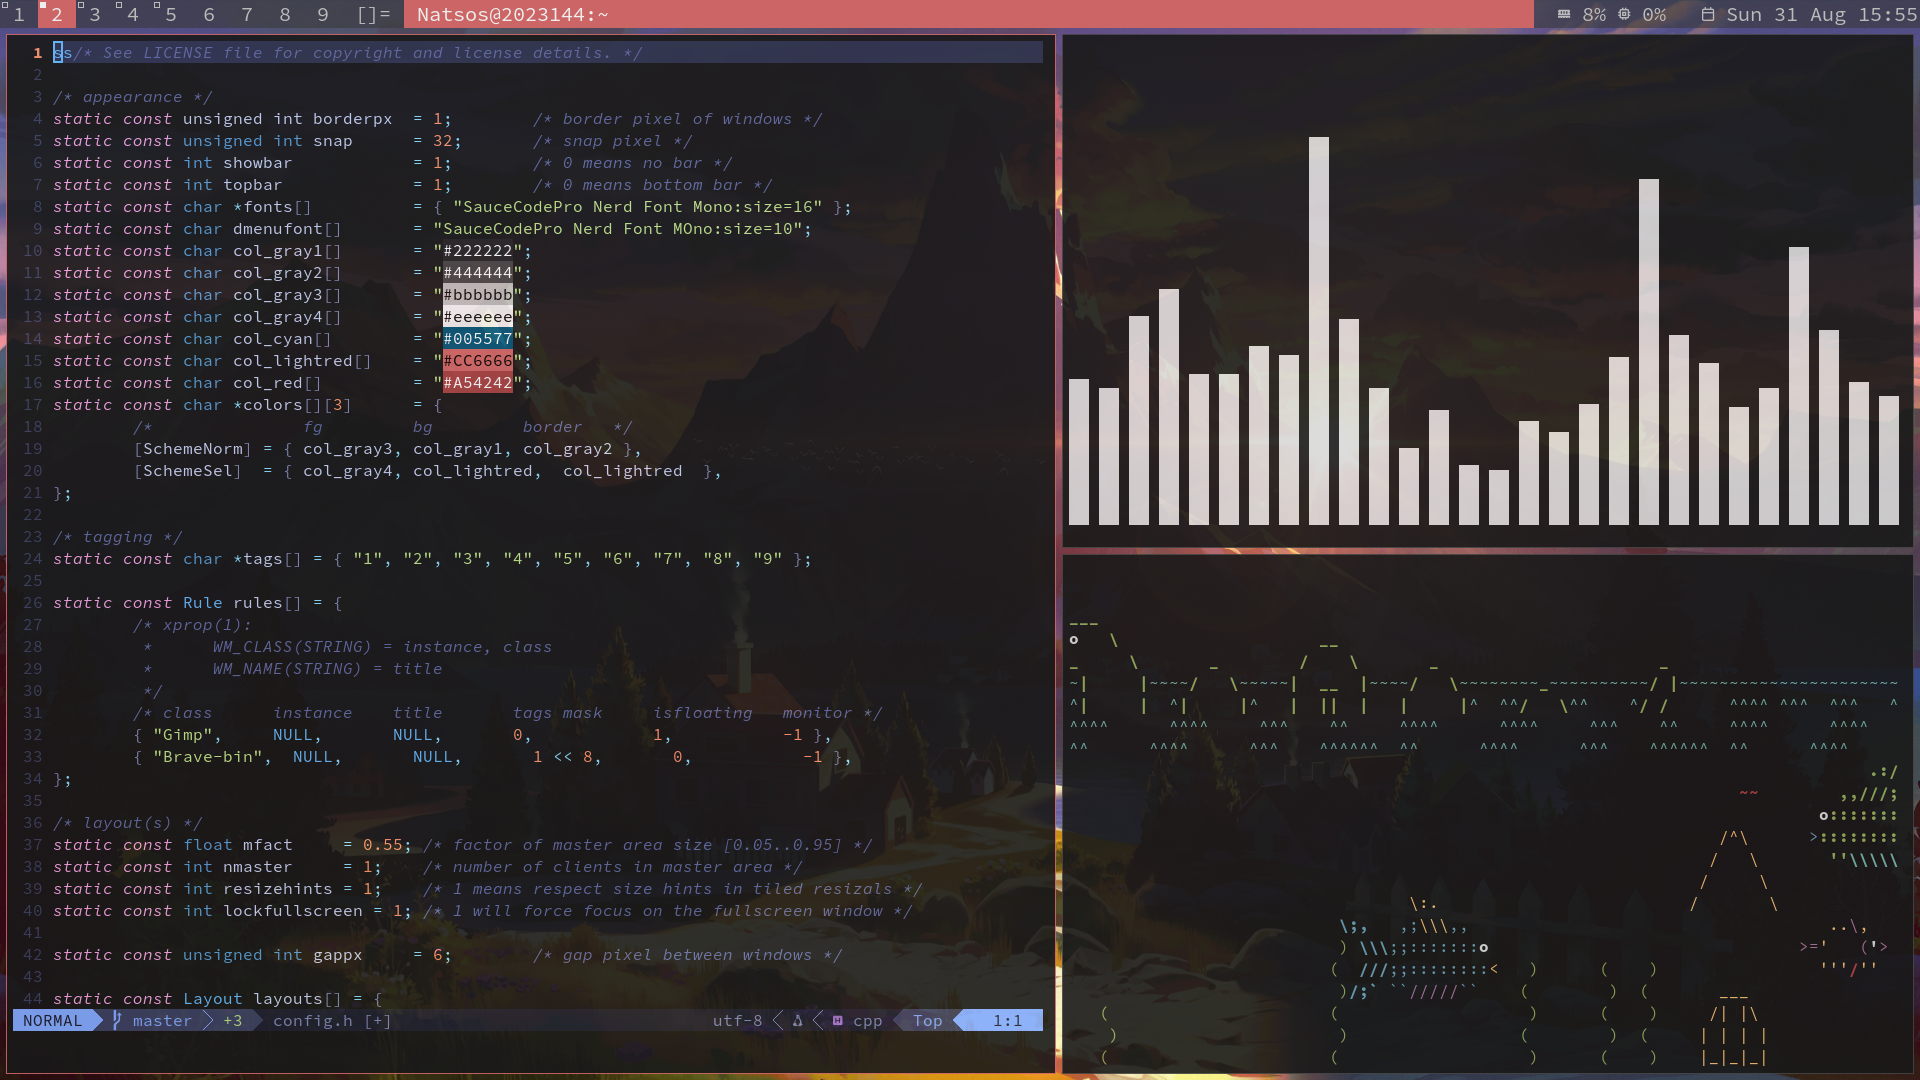 1 2 3 4 5 6 7 8 9 []= Natsos@2023144:~ 8% 0% Sun 31 Aug 15:55
1 ss/* See LICENSE file for copyright and license details. */
2
3 /* appearance */
4 static const unsigned int borderpx  = 1;        /* border pixel of windows */
5 static const unsigned int snap      = 32;       /* snap pixel */
6 static const int showbar            = 1;        /* 0 means no bar */
7 static const int topbar             = 1;        /* 0 means bottom bar */
8 static const char *fonts[]          = { "SauceCodePro Nerd Font Mono:size=16" };
9 static const char dmenufont[]       = "SauceCodePro Nerd Font MOno:size=10";
10 static const char col_gray1[]       = "#222222";
11 static const char col_gray2[]       = "#444444";
12 static const char col_gray3[]       = "#bbbbbb";
13 static const char col_gray4[]       = "#eeeeee";
14 static const char col_cyan[]        = "#005577";
15 static const char col_lightred[]    = "#CC6666";
16 static const char col_red[]         = "#A54242";
17 static const char *colors[][3]      = {
18         /*               fg         bg         border   */
19         [SchemeNorm] = { col_gray3, col_gray1, col_gray2 },
20         [SchemeSel]  = { col_gray4, col_lightred,  col_lightred  },
21 };
22
23 /* tagging */
24 static const char *tags[] = { "1", "2", "3", "4", "5", "6", "7", "8", "9" };
25
26 static const Rule rules[] = {
27         /* xprop(1):
28          *      WM_CLASS(STRING) = instance, class
29          *      WM_NAME(STRING) = title
30          */
31         /* class      instance    title       tags mask     isfloating   monitor */
32         { "Gimp",     NULL,       NULL,       0,            1,           -1 },
33         { "Brave-bin",  NULL,       NULL,       1 << 8,       0,           -1 },
34 };
35
36 /* layout(s) */
37 static const float mfact     = 0.55; /* factor of master area size [0.05..0.95] */
38 static const int nmaster     = 1;    /* number of clients in master area */
39 static const int resizehints = 1;    /* 1 means respect size hints in tiled resizals */
40 static const int lockfullscreen = 1; /* 1 will force focus on the fullscreen window */
41
42 static const unsigned int gappx     = 6;        /* gap pixel between windows */
43
44 static const Layout layouts[] = {
NORMAL master +3 config.h [+] utf-8 cpp Top 1:1